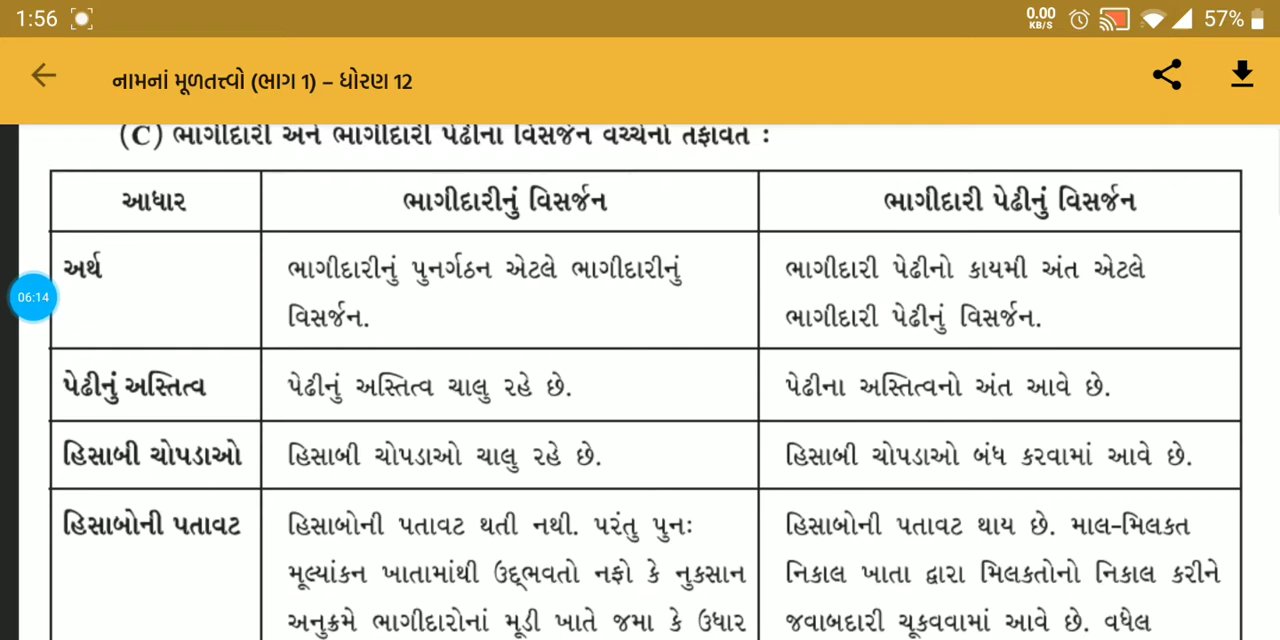 1:56 0.00 KB/S 57%
નામનાં મૂળતત્ત્વો (ભાગ 1) – ધોરણ 12
(C) ભાગીદારી અને ભાગીદારી પેઢીના વિસર્જન વચ્ચેનો તફાવત :
આધાર ભાગીદારીનું વિસર્જન ભાગીદારી પેઢીનું વિસર્જન
અર્થ ભાગીદારીનું પુનર્ગઠન એટલે ભાગીદારીનું ભાગીદારી પેઢીનો કાયમી અંત એટલે
06:14
વિસર્જન. ભાગીદારી પેઢીનું વિસર્જન.
પેઢીનું અસ્તિત્વ પેઢીનું અસ્તિત્વ ચાલુ રહે છે. પેઢીના અસ્તિત્વનો અંત આવે છે.
હિસાબી ચોપડાઓ હિસાબી ચોપડાઓ ચાલુ રહે છે. હિસાબી ચોપડાઓ બંધ કરવામાં આવે છે.
હિસાબોની પતાવટ હિસાબોની પતાવટ થતી નથી. પરંતુ પુનઃ હિસાબોની પતાવટ થાય છે. માલ-મિલકત
મૂલ્યાંકન ખાતામાંથી ઉદ્ભવતો નફો કે નુકસાન નિકાલ ખાતા દ્વારા મિલકતોનો નિકાલ કરીને
અનુક્રમે ભાગીદારોનાં મૂડી ખાતે જમા કે ઉધાર જવાબદારી ચૂકવવામાં આવે છે. વધેલ